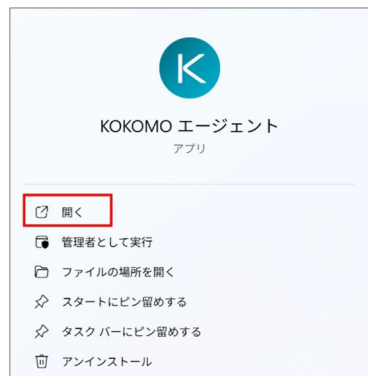 K
KOKOMO エージェント
アプリ
開く
管理者として実行
ファイルの場所を開く
スタートにピン留めする
タスク バーにピン留めする
アンインストール